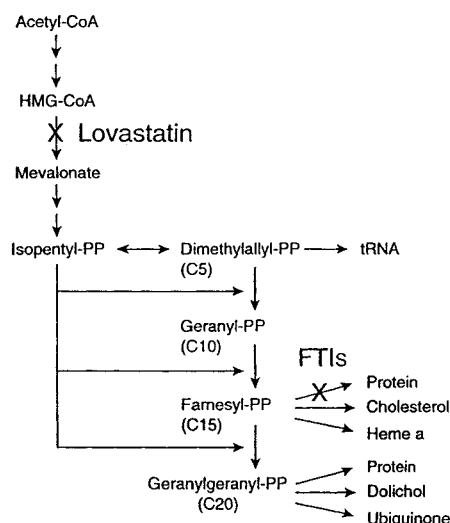 Acetyl-CoA
HMG-CoA
X Lovastatin
Mevalonate
Isopentyl-PP
Dimethylallyl-PP
tRNA
(C5)
Geranyl-PP
(C10)
FTIs
X
Protein
Farnesyl-PP
Cholesterol
(C15)
Heme a
Protein
Geranylgeranyl-PP
Dolichol
(C20)
Ubiquinone